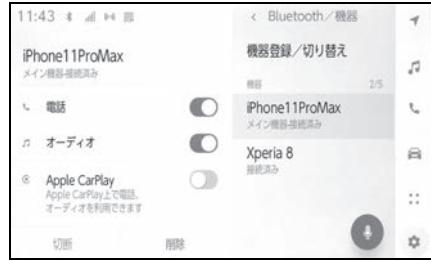 11:43
iPhone11ProMax
メイン機器-接続済み
電話
オーディオ
Apple CarPlay
Apple CarPlay上で電話、
オーディオを利用できます
切断
削除
< Bluetooth／機器
機器登録／切り替え
機器
2/5
iPhone11ProMax
メイン機器-接続済み
Xperia 8
接続済み